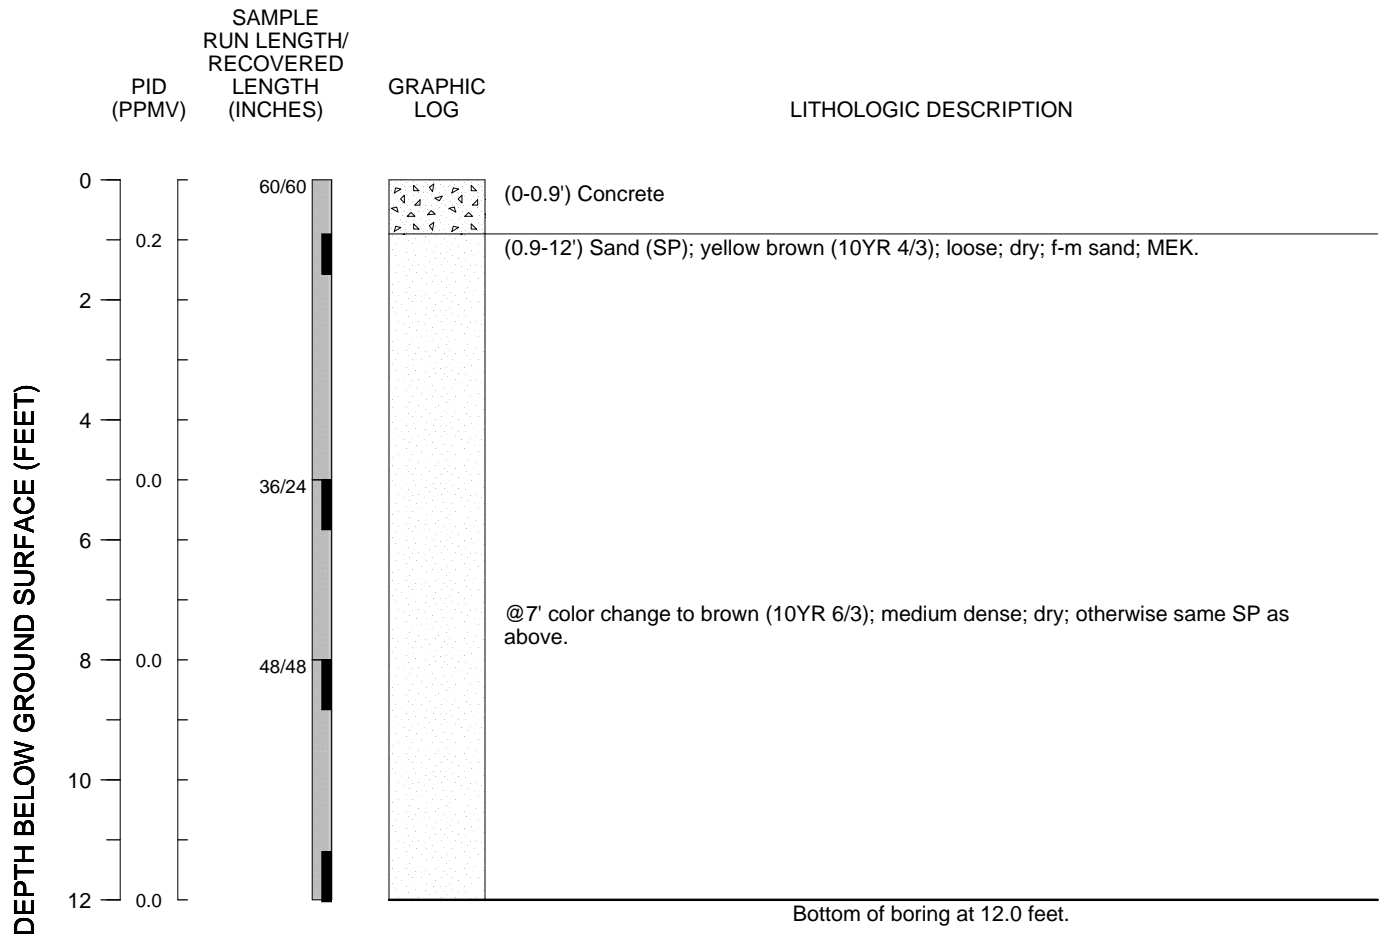 SAMPLE
RUN LENGTH/
RECOVERED
PID LENGTH GRAPHIC
(PPMV) (INCHES) LOG LITHOLOGIC DESCRIPTION
DEPTH BELOW GROUND SURFACE (FEET)
0 60/60 (0-0.9') Concrete
0.2 (0.9-12') Sand (SP); yellow brown (10YR 4/3); loose; dry; f-m sand; MEK.
2
4
0.0 36/24
6
@7' color change to brown (10YR 6/3); medium dense; dry; otherwise same SP as
above.
8 0.0 48/48
10
12 0.0
Bottom of boring at 12.0 feet.